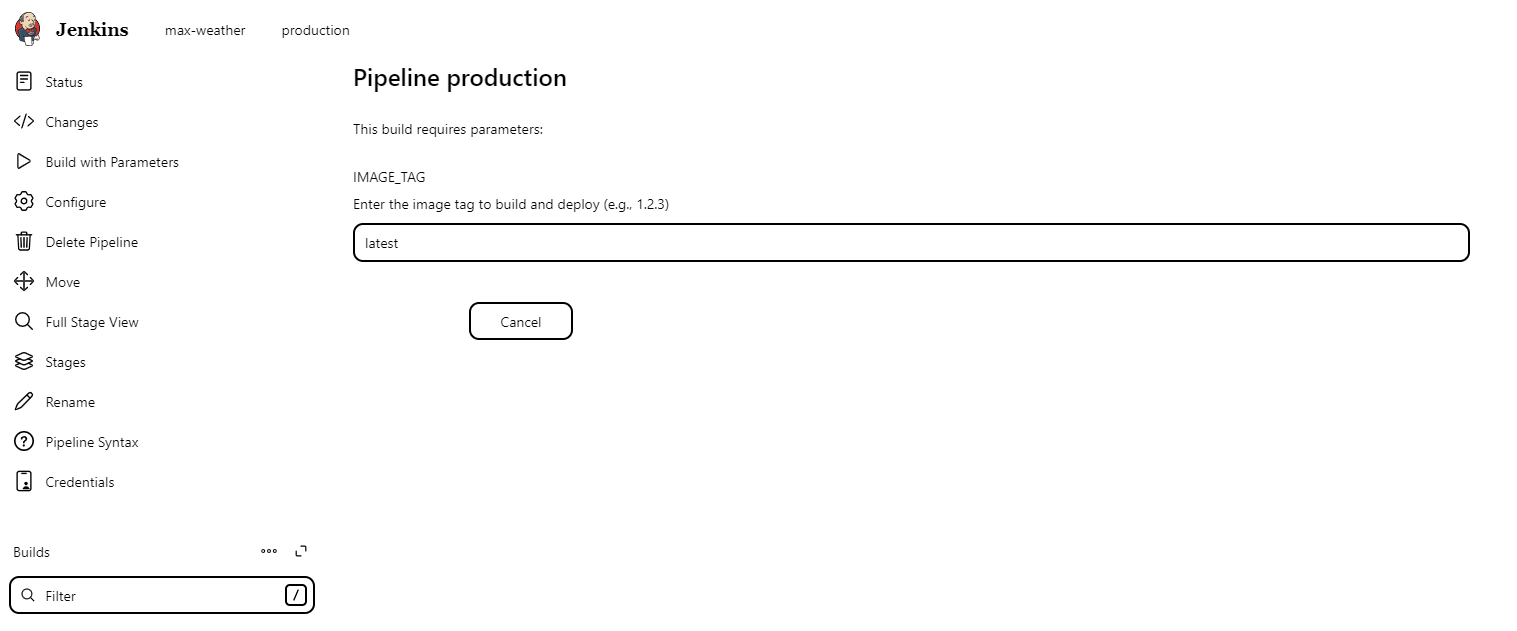 Jenkins max-weather production
Status
Changes
Build with Parameters
Configure
Delete Pipeline
Move
Full Stage View
Stages
Rename
Pipeline Syntax
Credentials
Builds
Filter /
Pipeline production
This build requires parameters:
IMAGE_TAG
Enter the image tag to build and deploy (e.g., 1.2.3)
latest
Cancel